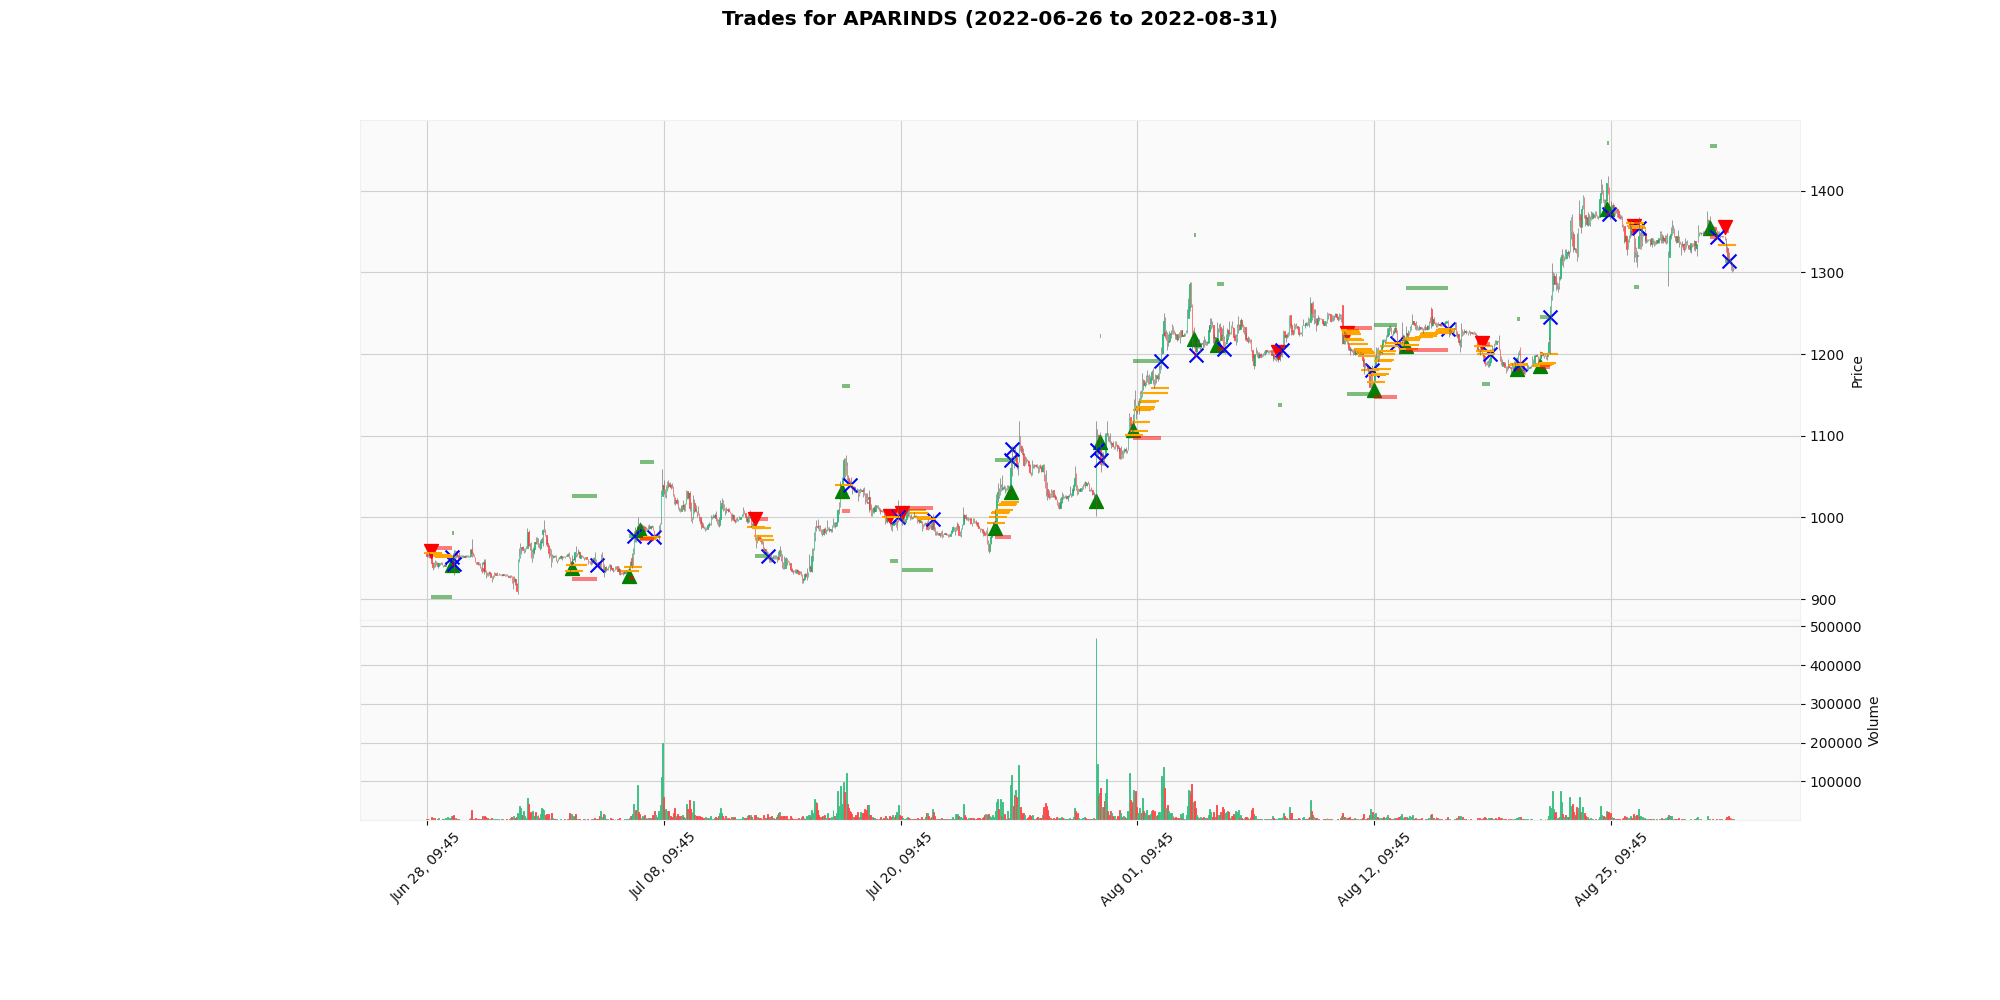 Trades for APARINDS (2022-06-26 to 2022-08-31)
1400
1300
1200
1100
1000
900
Price
500000
400000
300000
200000
100000
Volume
Jun 28, 09:45
Jul 08, 09:45
Jul 20, 09:45
Aug 01, 09:45
Aug 12, 09:45
Aug 25, 09:45